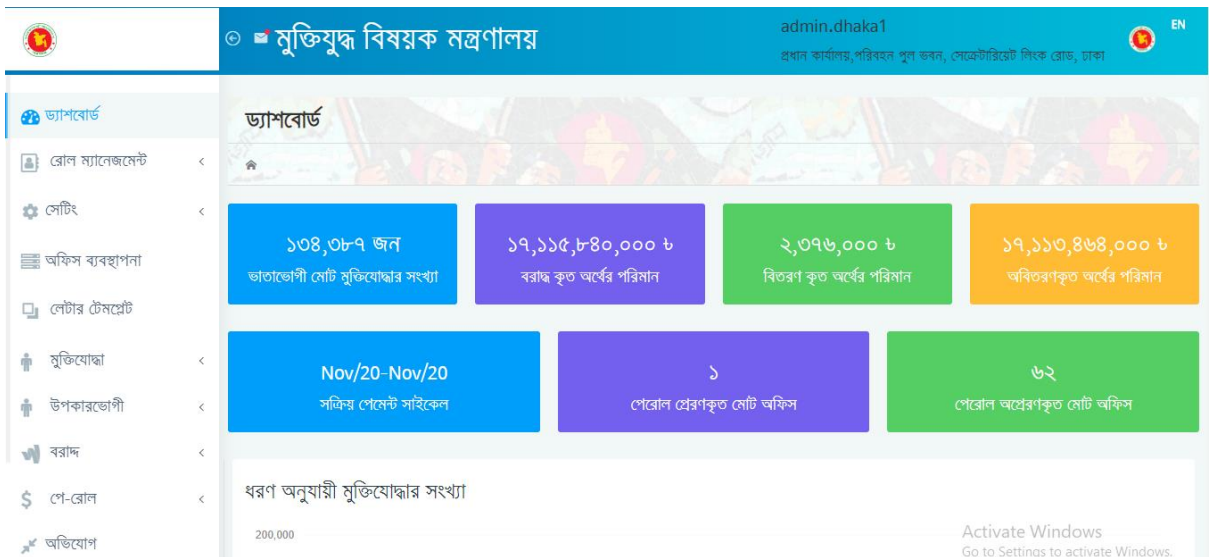 মুক্তিযুদ্ধ বিষয়ক মন্ত্রণালয়
admin.dhaka1
প্রধান কার্যালয়,পরিবহন পুল ভবন, সেক্রেটারিয়েট লিংক রোড, ঢাকা
EN
ড্যাশবোর্ড
রোল ম্যানেজমেন্ট
সেটিং
অফিস ব্যবস্থাপনা
লেটার টেমপ্লেট
মুক্তিযোদ্ধা
উপকারভোগী
বরাদ্দ
পে-রোল
অভিযোগ
ড্যাশবোর্ড
১৩৪,৩৮৭ জন
ভাতাভোগী মোট মুক্তিযোদ্ধার সংখ্যা
১৭,১১৫,৮৪০,০০০ ৳
বরাদ্ধ কৃত অর্থের পরিমান
২,৩৭৬,০০০ ৳
বিতরণ কৃত অর্থের পরিমান
১৭,১১৩,৪৬৪,০০০ ৳
অবিতরণকৃত অর্থের পরিমান
Nov/20-Nov/20
সক্রিয় পেমেন্ট সাইকেল
১
পেরোল প্রেরণকৃত মোট অফিস
৬২
পেরোল অপ্রেরণকৃত মোট অফিস
ধরণ অনুযায়ী মুক্তিযোদ্ধার সংখ্যা
200,000
Activate Windows
Go to Settings to activate Windows.